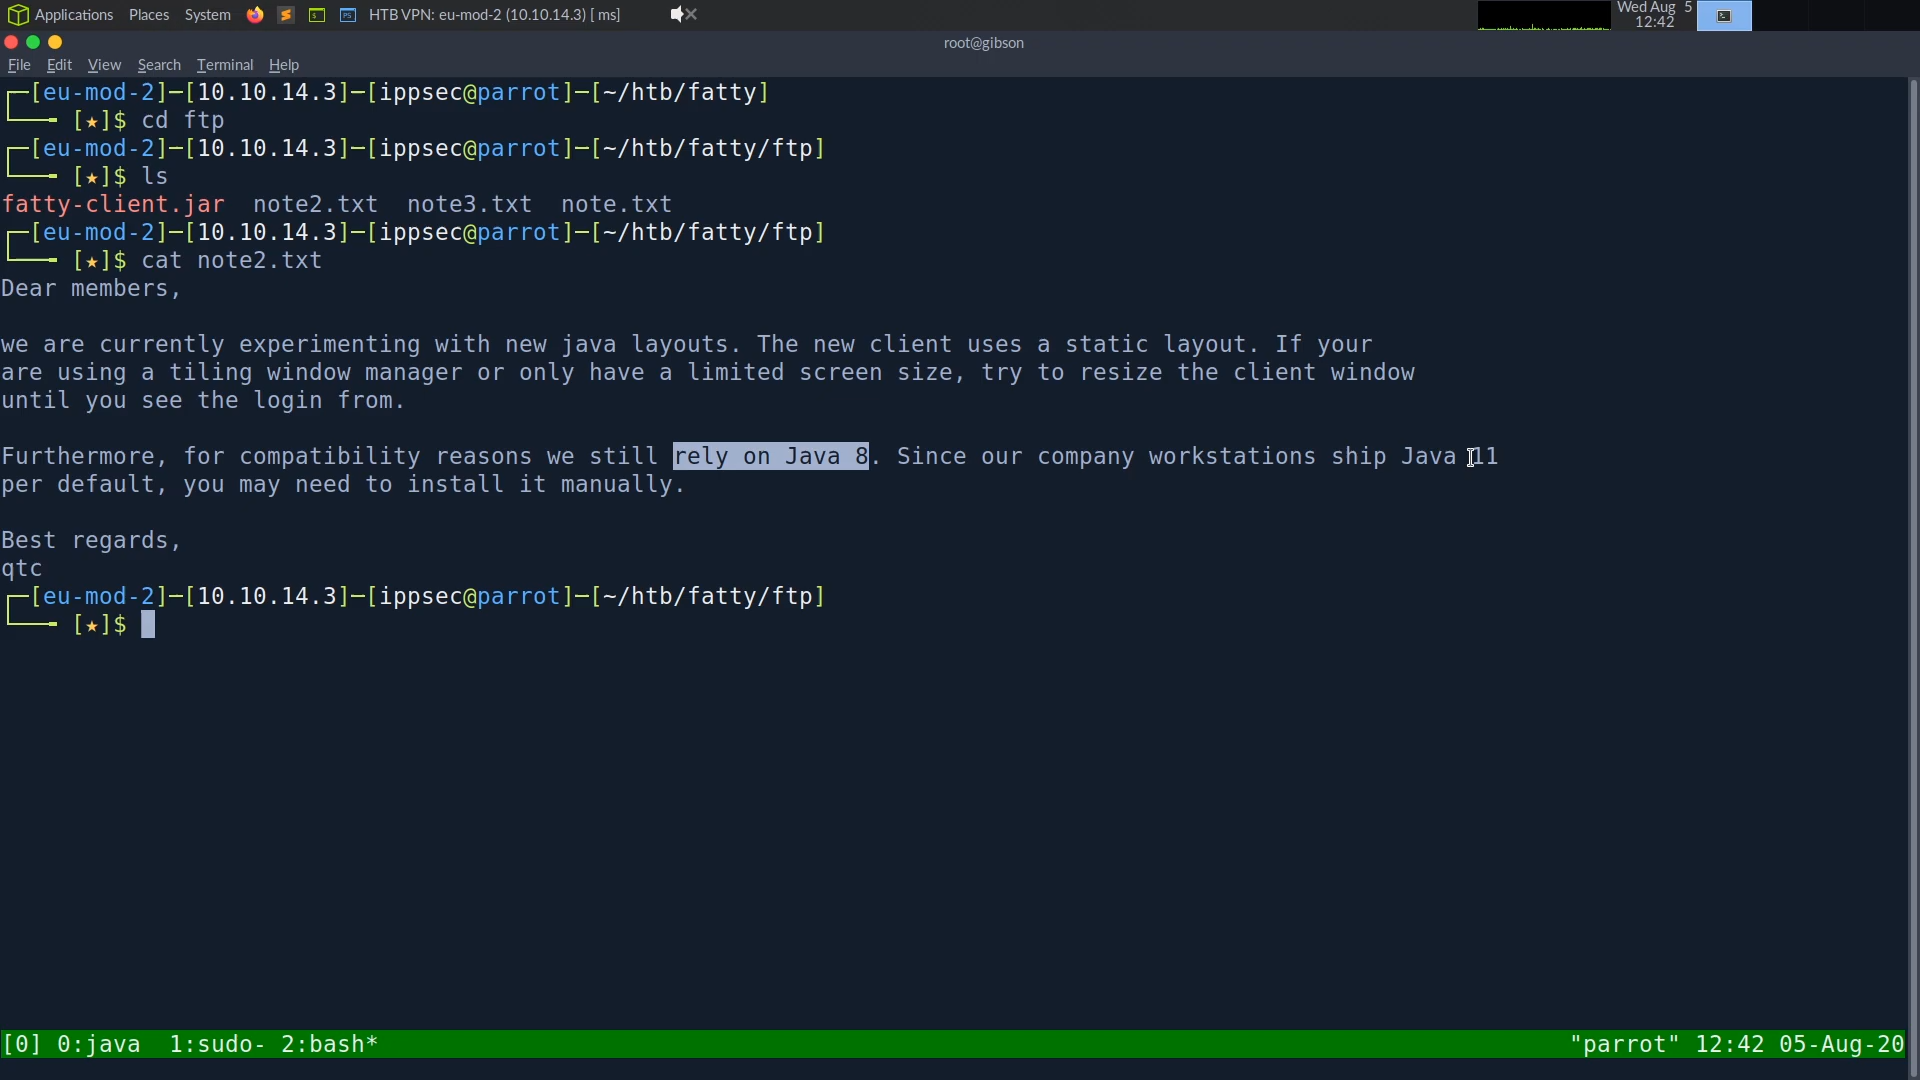 Applications Places System HTB VPN: eu-mod-2 (10.10.14.3) [ ms] Wed Aug 5
12:42
root@gibson
File Edit View Search Terminal Help
┌─[eu-mod-2]─[10.10.14.3]─[ippsec@parrot]─[~/htb/fatty]
└──╼ [★]$ cd ftp
┌─[eu-mod-2]─[10.10.14.3]─[ippsec@parrot]─[~/htb/fatty/ftp]
└──╼ [★]$ ls
fatty-client.jar  note2.txt  note3.txt  note.txt
┌─[eu-mod-2]─[10.10.14.3]─[ippsec@parrot]─[~/htb/fatty/ftp]
└──╼ [★]$ cat note2.txt
Dear members,
we are currently experimenting with new java layouts. The new client uses a static layout. If your
are using a tiling window manager or only have a limited screen size, try to resize the client window
until you see the login from.
Furthermore, for compatibility reasons we still rely on Java 8. Since our company workstations ship Java 11
per default, you may need to install it manually.
Best regards,
qtc
┌─[eu-mod-2]─[10.10.14.3]─[ippsec@parrot]─[~/htb/fatty/ftp]
└──╼ [★]$
[0] 0:java  1:sudo- 2:bash* "parrot" 12:42 05-Aug-20